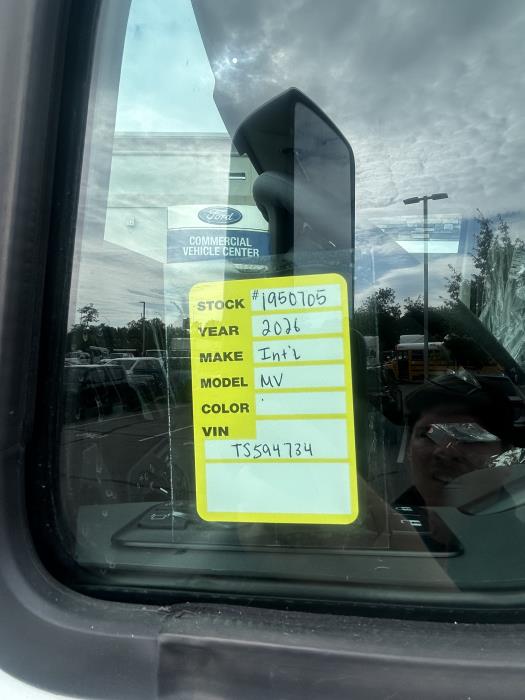 Ford
COMMERCIAL
VEHICLE CENTER
STOCK #1950705
YEAR 2026
MAKE Int'l
MODEL MV
COLOR
VIN
TS594734